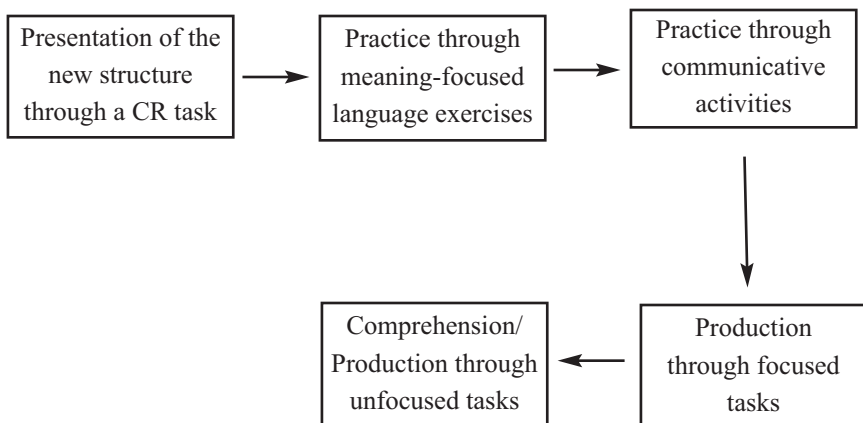 Presentation of the
new structure
through a CR task
Practice through
meaning-focused
language exercises
Practice through
communicative
activities
Production
through focused
tasks
Comprehension/
Production through
unfocused tasks